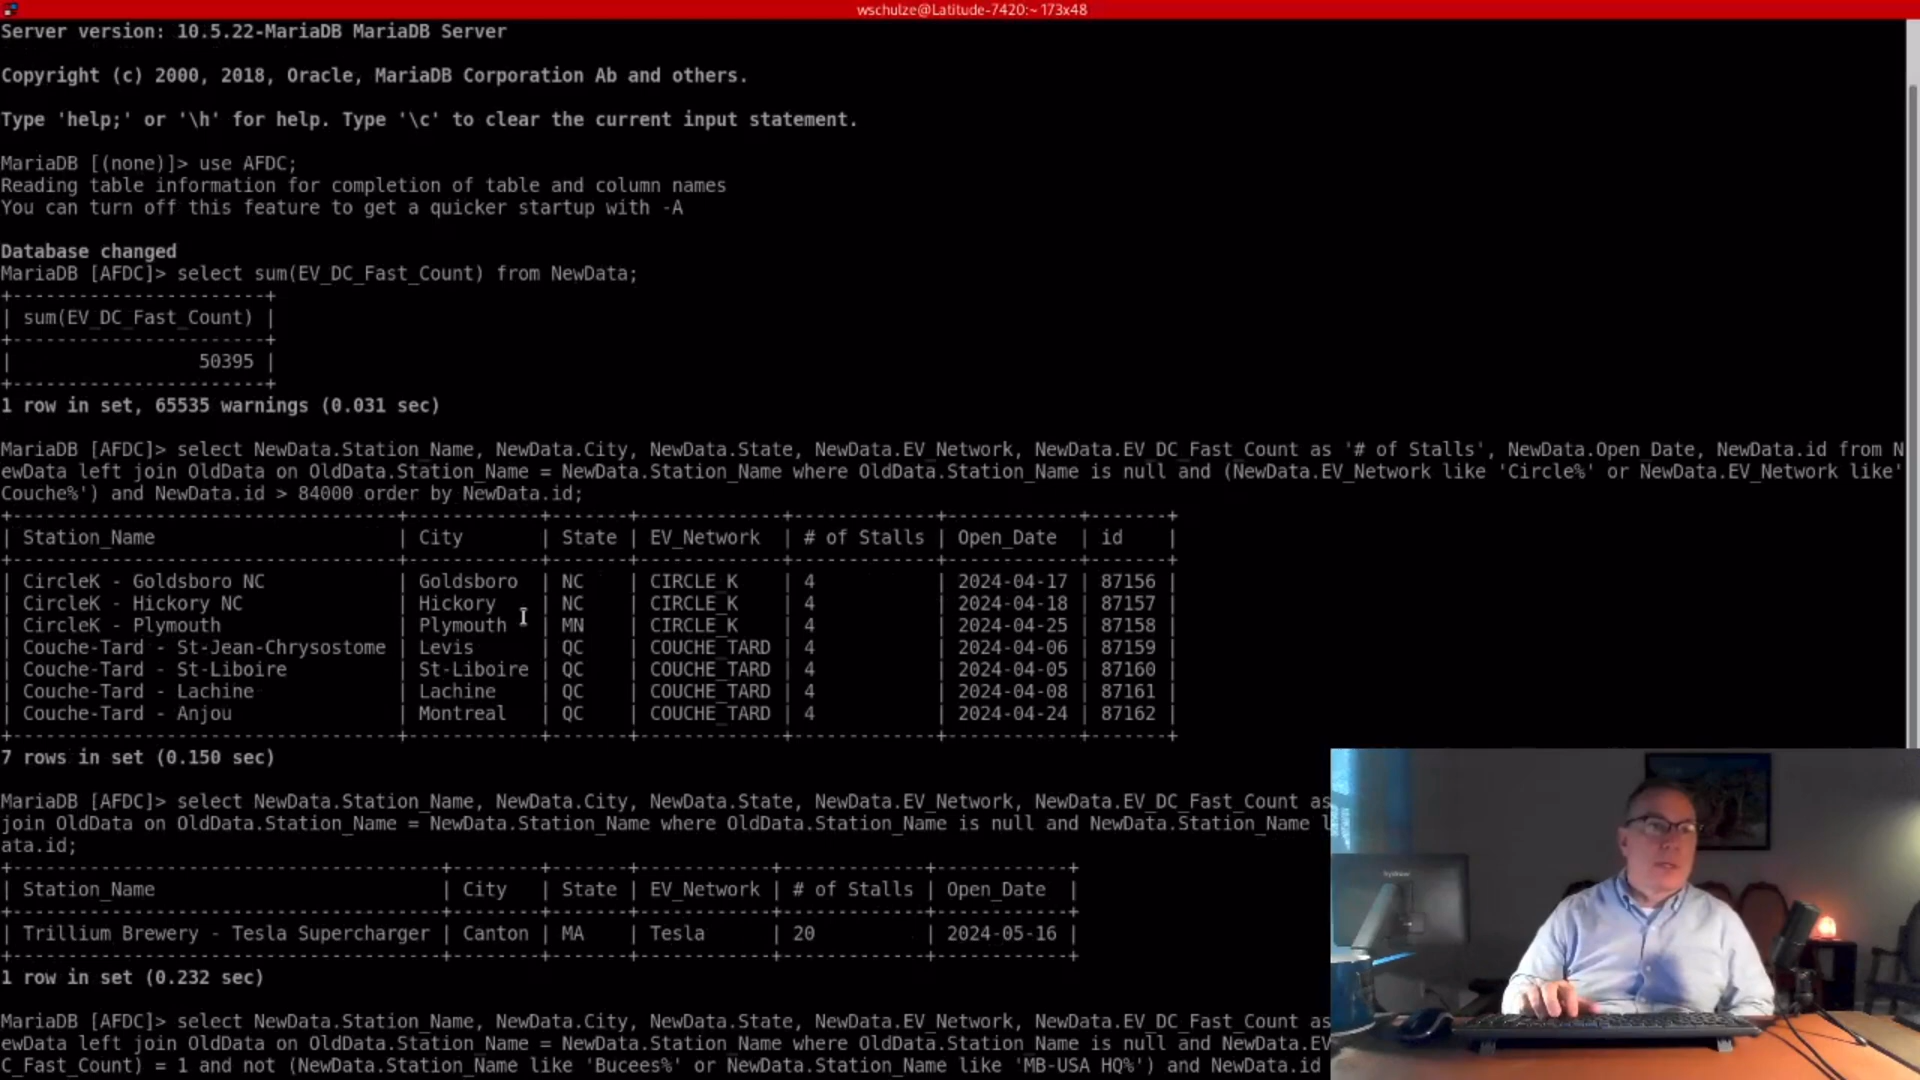 wschulze@Latitude-7420:~ 173x48
Server version: 10.5.22-MariaDB MariaDB Server
Copyright (c) 2000, 2018, Oracle, MariaDB Corporation Ab and others.
Type 'help;' or '\h' for help. Type '\c' to clear the current input statement.
MariaDB [(none)]> use AFDC;
Reading table information for completion of table and column names
You can turn off this feature to get a quicker startup with -A
Database changed
MariaDB [AFDC]> select sum(EV_DC_Fast_Count) from NewData;
+-----------------------+
| sum(EV_DC_Fast_Count) |
+-----------------------+
|                 50395 |
+-----------------------+
1 row in set, 65535 warnings (0.031 sec)
MariaDB [AFDC]> select NewData.Station_Name, NewData.City, NewData.State, NewData.EV_Network, NewData.EV_DC_Fast_Count as '# of Stalls', NewData.Open_Date, NewData.id from N
ewData left join OldData on OldData.Station_Name = NewData.Station_Name where OldData.Station_Name is null and (NewData.EV_Network like 'Circle%' or NewData.EV_Network like'
Couche%') and NewData.id > 84000 order by NewData.id;
+-----------------------------------+------------+-------+-------------+-------------+------------+-------+
| Station_Name                      | City       | State | EV_Network  | # of Stalls | Open_Date  | id    |
+-----------------------------------+------------+-------+-------------+-------------+------------+-------+
| CircleK - Goldsboro NC            | Goldsboro  | NC    | CIRCLE_K    | 4           | 2024-04-17 | 87156 |
| CircleK - Hickory NC              | Hickory    | NC    | CIRCLE_K    | 4           | 2024-04-18 | 87157 |
| CircleK - Plymouth                | Plymouth   | MN    | CIRCLE_K    | 4           | 2024-04-25 | 87158 |
| Couche-Tard - St-Jean-Chrysostome | Levis      | QC    | COUCHE_TARD | 4           | 2024-04-06 | 87159 |
| Couche-Tard - St-Liboire          | St-Liboire | QC    | COUCHE_TARD | 4           | 2024-04-05 | 87160 |
| Couche-Tard - Lachine             | Lachine    | QC    | COUCHE_TARD | 4           | 2024-04-08 | 87161 |
| Couche-Tard - Anjou               | Montreal   | QC    | COUCHE_TARD | 4           | 2024-04-24 | 87162 |
+-----------------------------------+------------+-------+-------------+-------------+------------+-------+
7 rows in set (0.150 sec)
MariaDB [AFDC]> select NewData.Station_Name, NewData.City, NewData.State, NewData.EV_Network, NewData.EV_DC_Fast_Count as
join OldData on OldData.Station_Name = NewData.Station_Name where OldData.Station_Name is null and NewData.Station_Name l
ata.id;
+---------------------------------------+--------+-------+------------+-------------+------------+
| Station_Name                          | City   | State | EV_Network | # of Stalls | Open_Date  |
+---------------------------------------+--------+-------+------------+-------------+------------+
| Trillium Brewery - Tesla Supercharger | Canton | MA    | Tesla      | 20          | 2024-05-16 |
+---------------------------------------+--------+-------+------------+-------------+------------+
1 row in set (0.232 sec)
MariaDB [AFDC]> select NewData.Station_Name, NewData.City, NewData.State, NewData.EV_Network, NewData.EV_DC_Fast_Count as
ewData left join OldData on OldData.Station_Name = NewData.Station_Name where OldData.Station_Name is null and NewData.EV
C_Fast_Count) = 1 and not (NewData.Station_Name like 'Bucees%' or NewData.Station_Name like 'MB-USA HQ%') and NewData.id